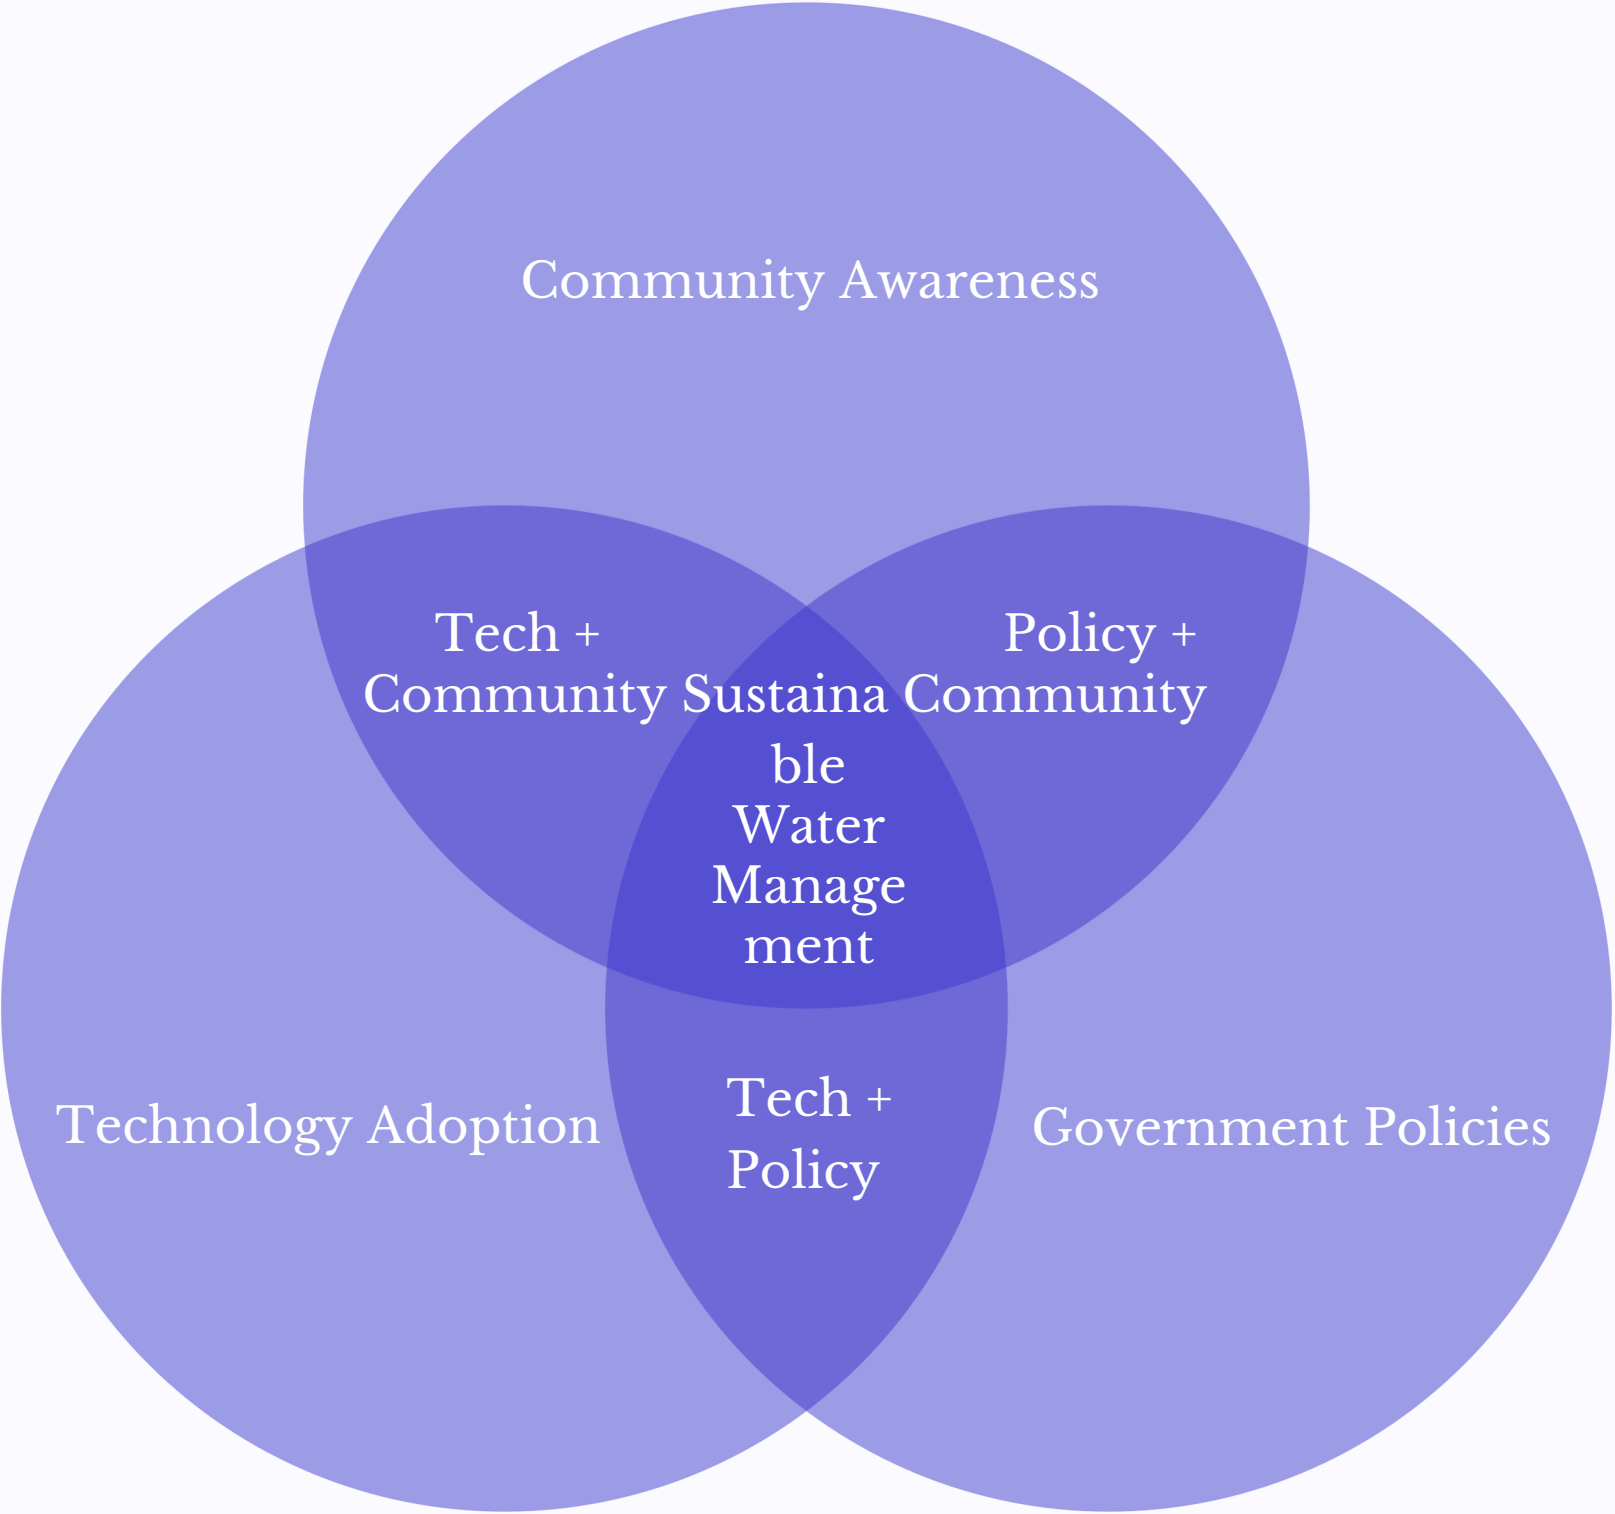 Community Awareness
Tech +
Community
Policy +
Community
Sustaina
ble
Water
Manage
ment
Technology Adoption
Tech +
Policy
Government Policies